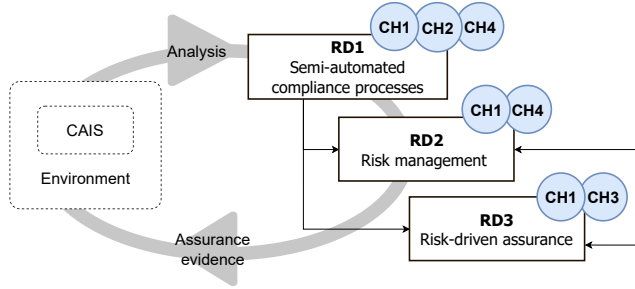 CH1 CH2 CH4
Analysis
RD1
Semi-automated
compliance processes
CAIS
Environment
CH1 CH4
RD2
Risk management
CH1 CH3
RD3
Risk-driven assurance
Assurance
evidence